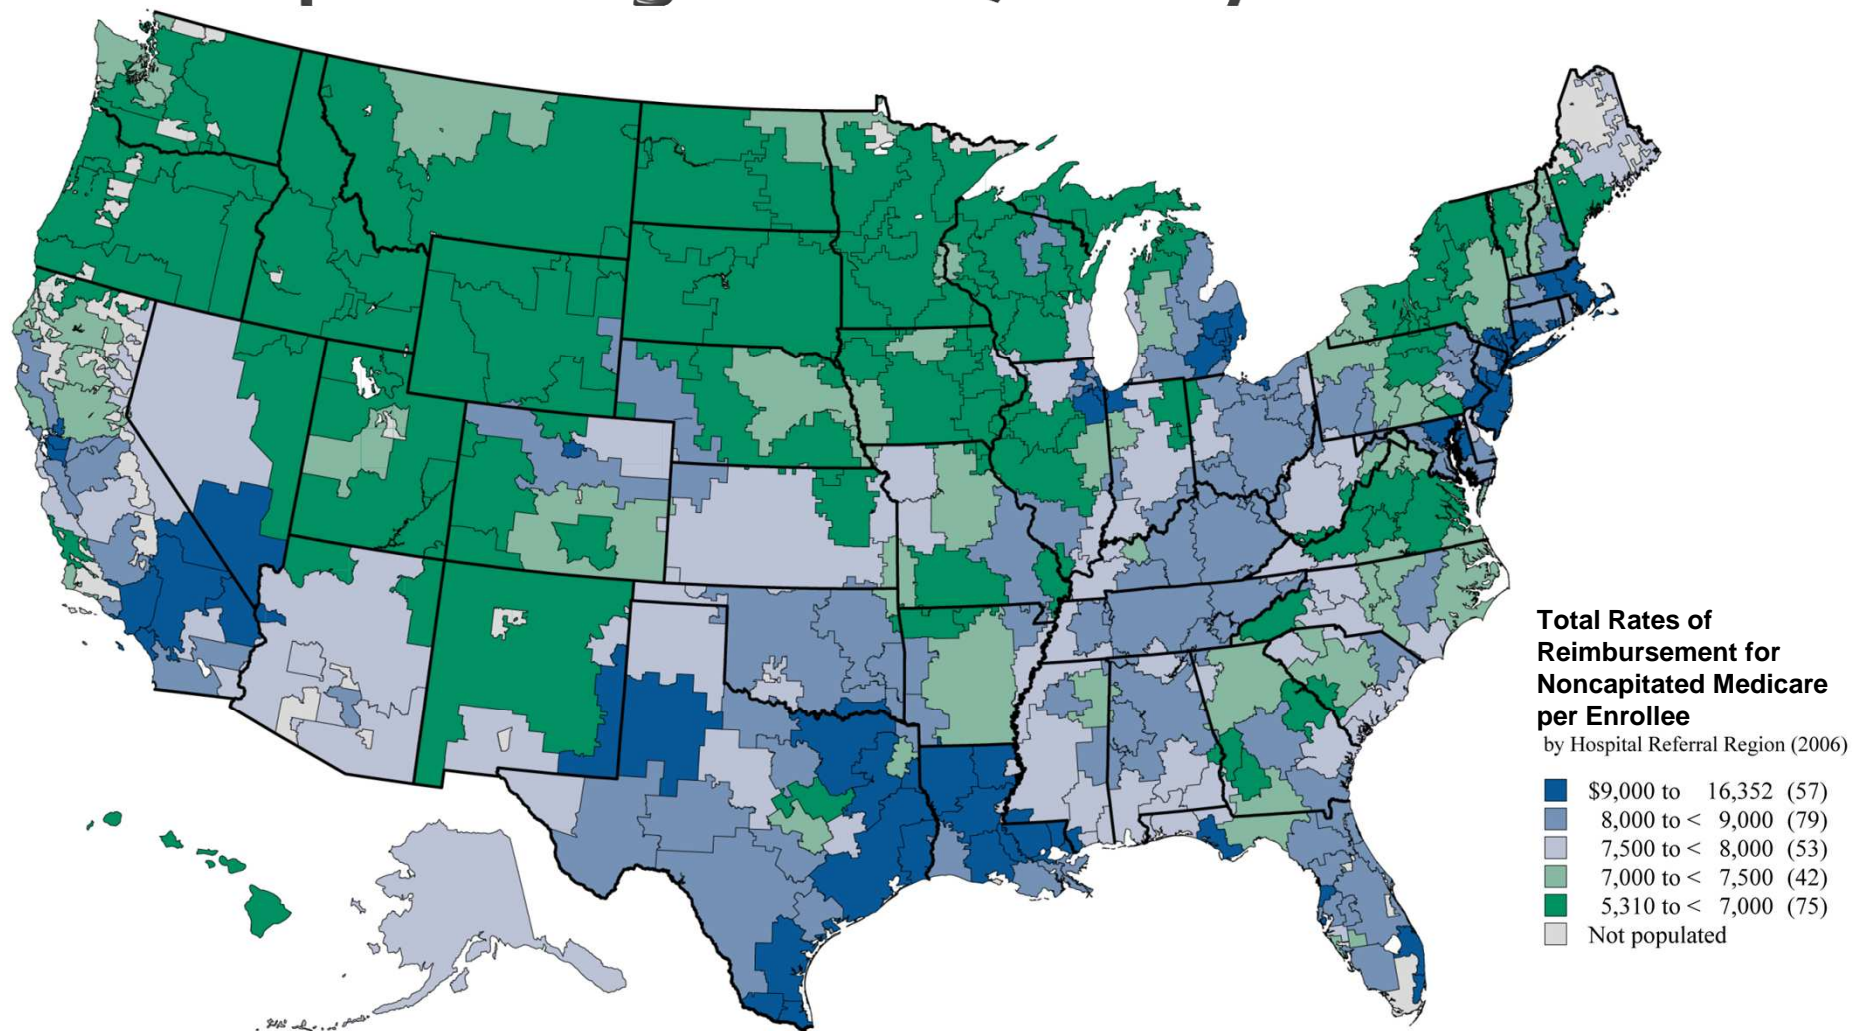 Total Rates of
Reimbursement for
Noncapitated Medicare
per Enrollee
by Hospital Referral Region (2006)
$9,000 to 16,352 (57)
8,000 to < 9,000 (79)
7,500 to < 8,000 (53)
7,000 to < 7,500 (42)
5,310 to < 7,000 (75)
Not populated